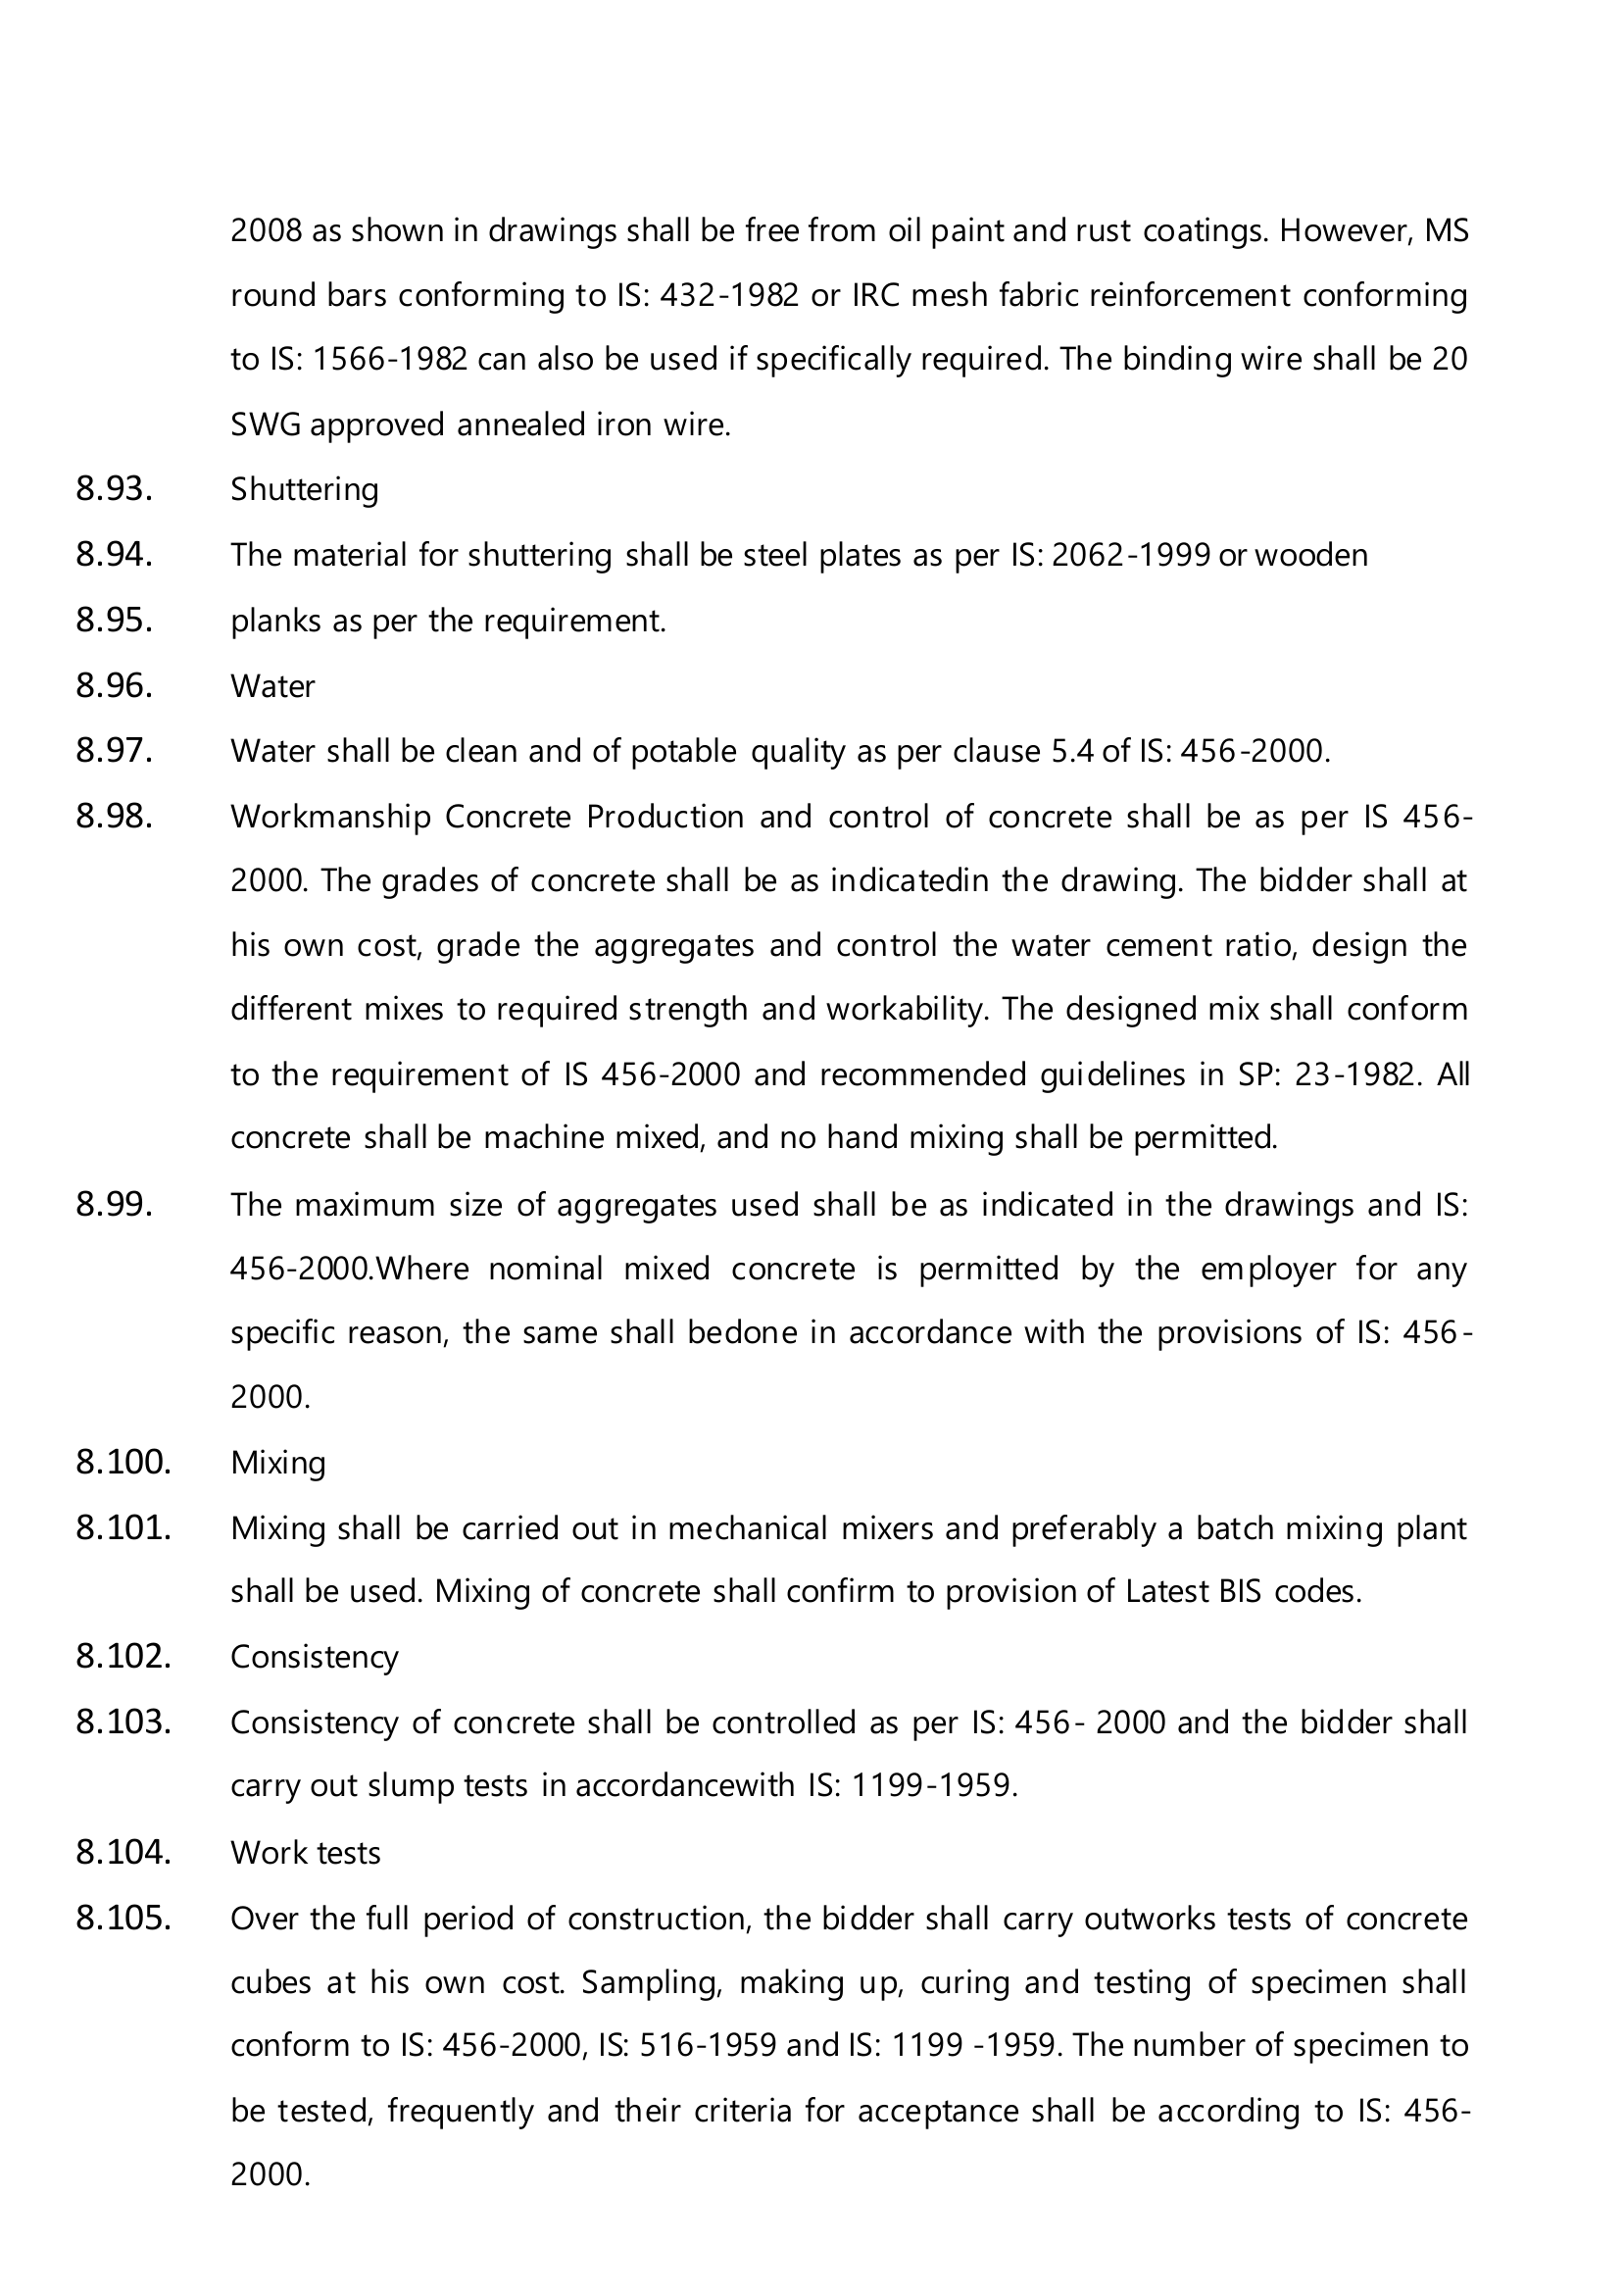 2008 as shown in drawings shall be free from oil paint and rust coatings. However, MS
round bars conforming to IS: 432-1982 or IRC mesh fabric reinforcement conforming
to IS: 1566-1982 can also be used if specifically required. The binding wire shall be 20
SWG approved annealed iron wire.
8.93. Shuttering
8.94. The material for shuttering shall be steel plates as per IS: 2062-1999 or wooden
8.95. planks as per the requirement.
8.96. Water
8.97. Water shall be clean and of potable quality as per clause 5.4 of IS: 456-2000.
8.98. Workmanship Concrete Production and control of concrete shall be as per IS 456-
2000. The grades of concrete shall be as indicatedin the drawing. The bidder shall at
his own cost, grade the aggregates and control the water cement ratio, design the
different mixes to required strength and workability. The designed mix shall conform
to the requirement of IS 456-2000 and recommended guidelines in SP: 23-1982. All
concrete shall be machine mixed, and no hand mixing shall be permitted.
8.99. The maximum size of aggregates used shall be as indicated in the drawings and IS:
456-2000.Where nominal mixed concrete is permitted by the employer for any
specific reason, the same shall bedone in accordance with the provisions of IS: 456-
2000.
8.100. Mixing
8.101. Mixing shall be carried out in mechanical mixers and preferably a batch mixing plant
shall be used. Mixing of concrete shall confirm to provision of Latest BIS codes.
8.102. Consistency
8.103. Consistency of concrete shall be controlled as per IS: 456- 2000 and the bidder shall
carry out slump tests in accordancewith IS: 1199-1959.
8.104. Work tests
8.105. Over the full period of construction, the bidder shall carry outworks tests of concrete
cubes at his own cost. Sampling, making up, curing and testing of specimen shall
conform to IS: 456-2000, IS: 516-1959 and IS: 1199 -1959. The number of specimen to
be tested, frequently and their criteria for acceptance shall be according to IS: 456-
2000.